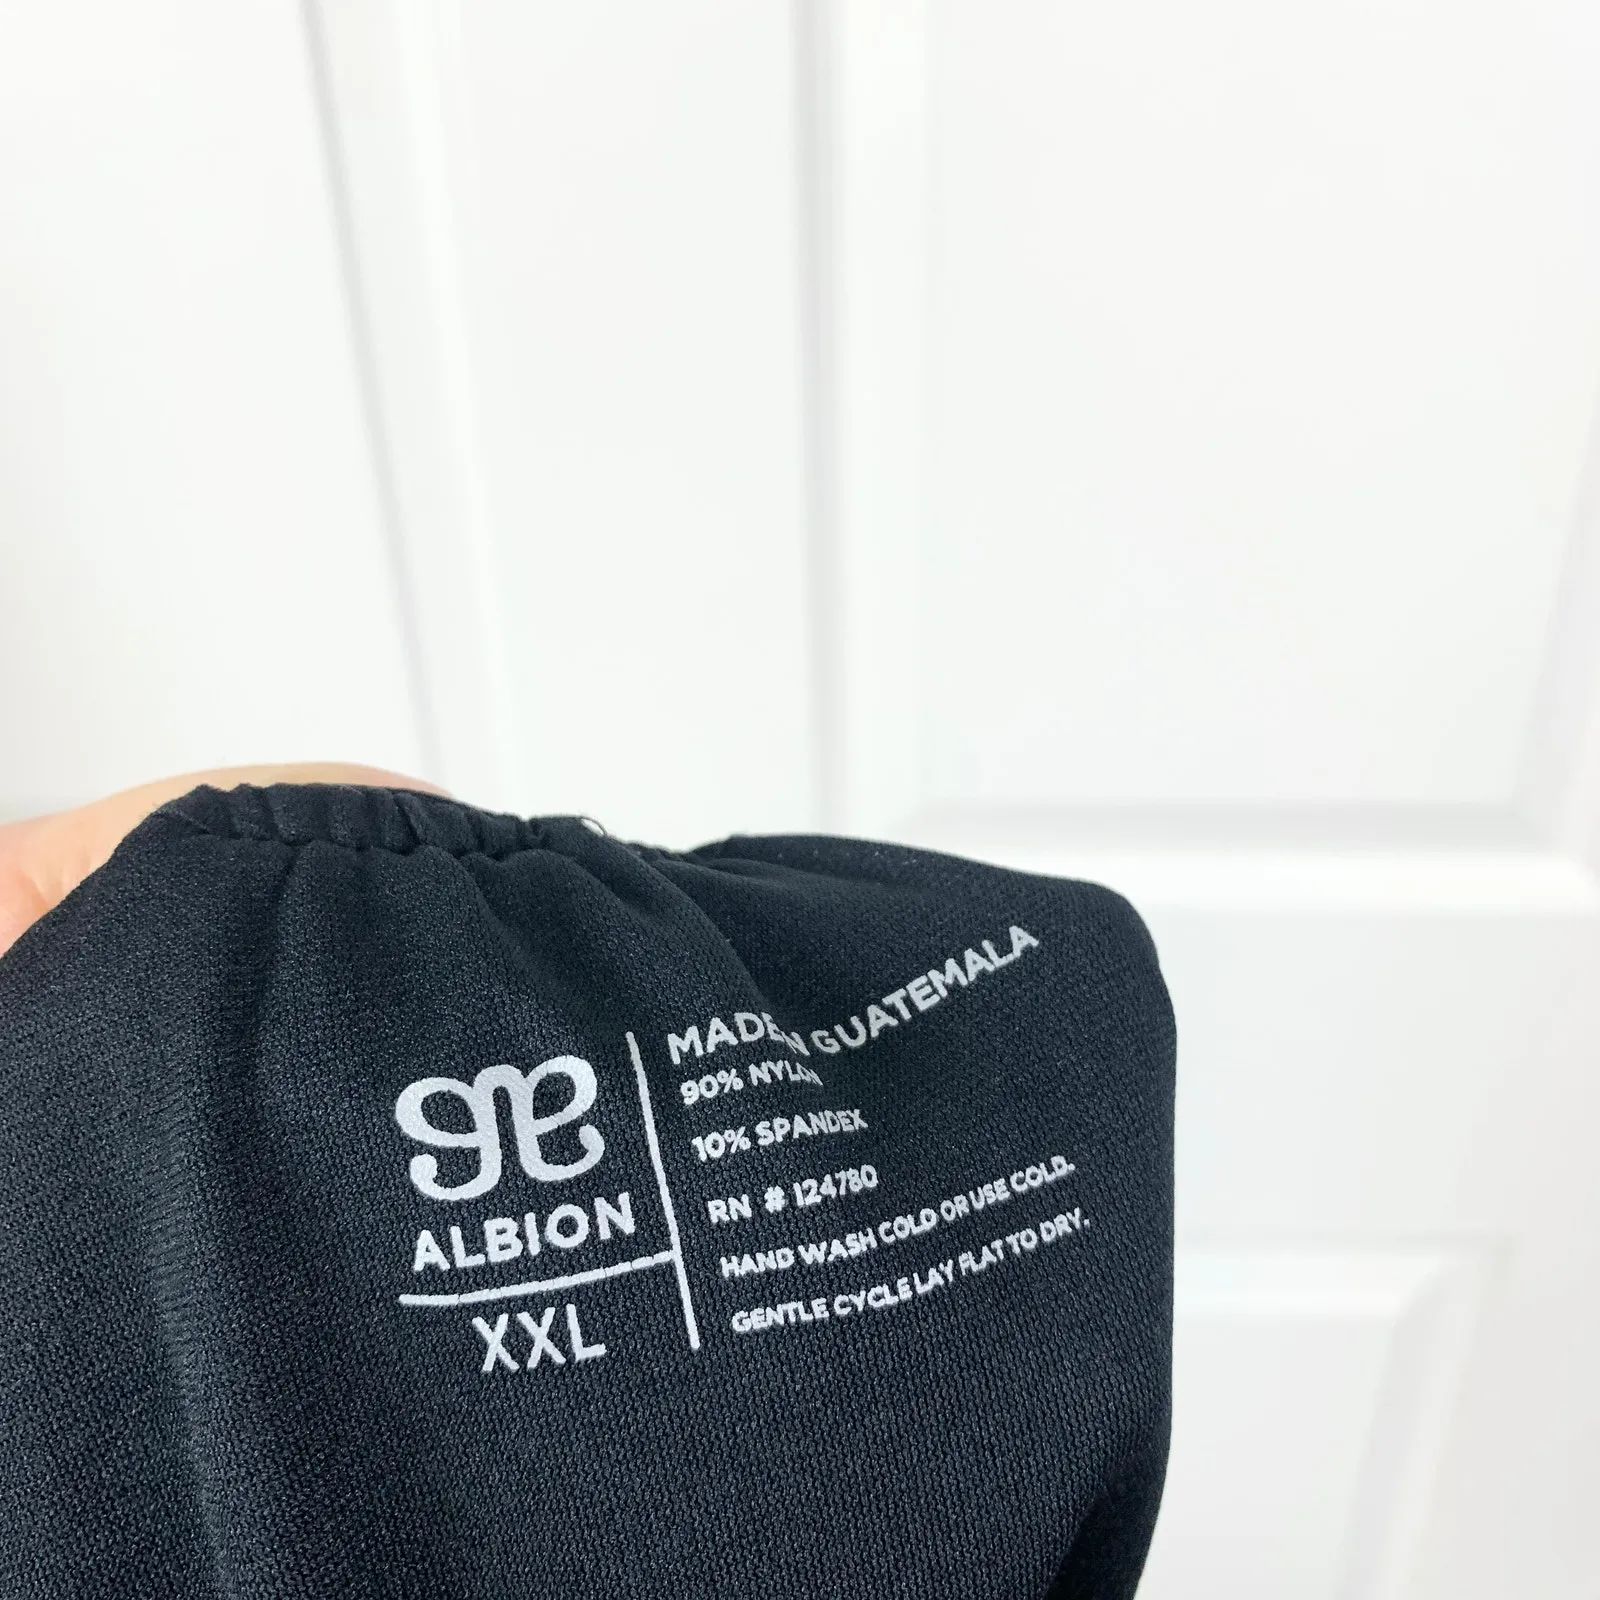 ALBION
XXL
MADE IN GUATEMALA
90% NYLON
10% SPANDEX
RN # 124780
HAND WASH COLD OR USE COLD.
GENTLE CYCLE LAY FLAT TO DRY.